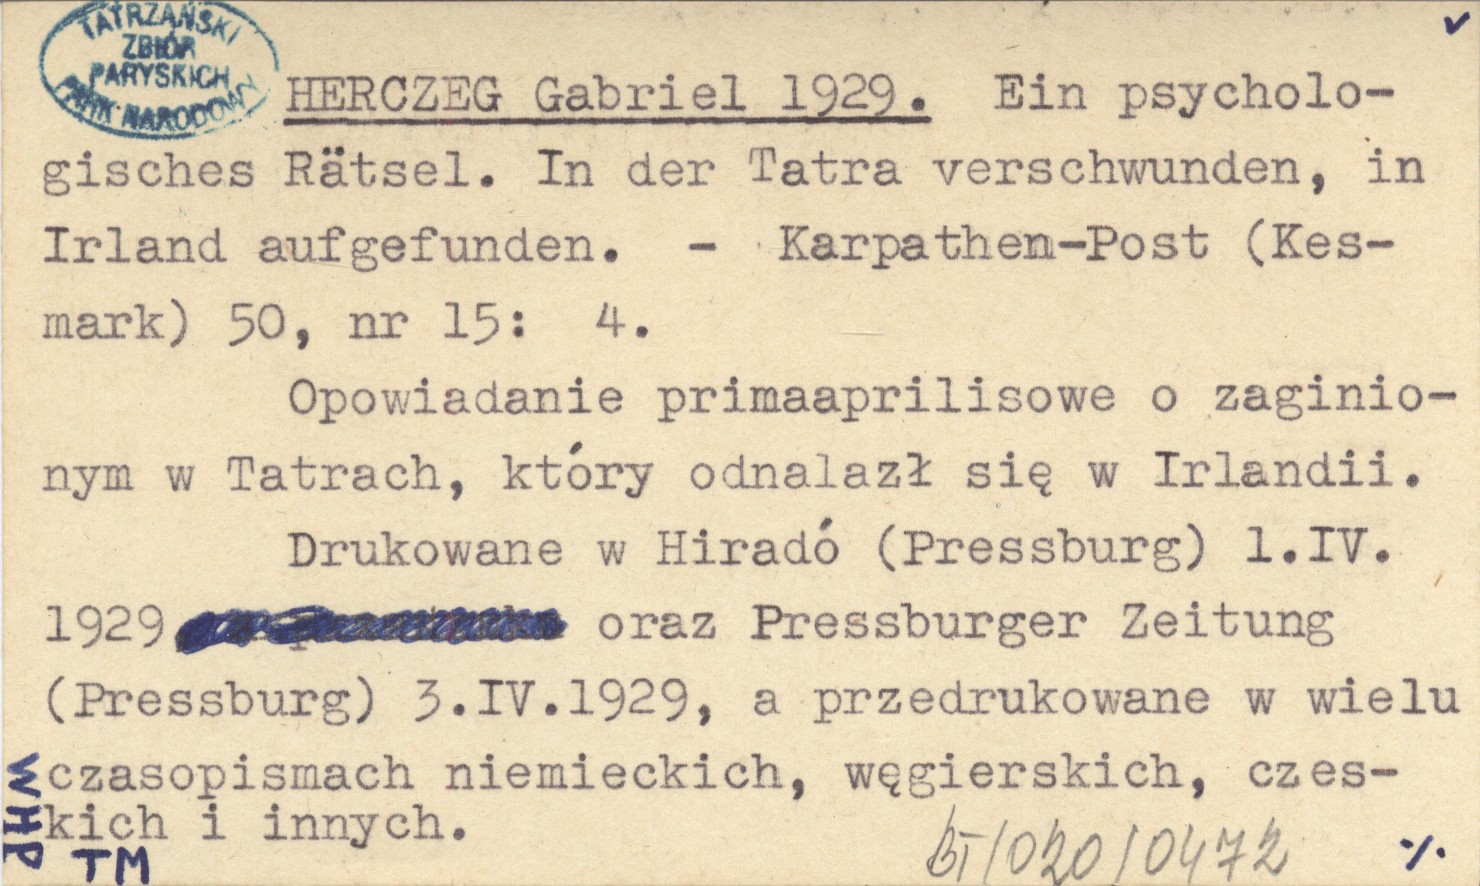 TATRZAŃSKI
ZBIÓR
PARYSKICH
PARK NARODOWY
HERCZEG Gabriel 1929. Ein psycholo-
gisches Rätsel. In der Tatra verschwunden, in
Irland aufgefunden. - Karpathen-Post (Kes-
mark) 50, nr 15: 4.
Opowiadanie primaaprilisowe o zaginio-
nym w Tatrach, który odnalazł się w Irlandii.
Drukowane w Hiradó (Pressburg) 1.IV.
1929 oraz Pressburger Zeitung
(Pressburg) 3.IV.1929, a przedrukowane w wielu
czasopismach niemieckich, węgierskich, czes-
kich i innych.
WHP
TM
BT/020/0472
·/.